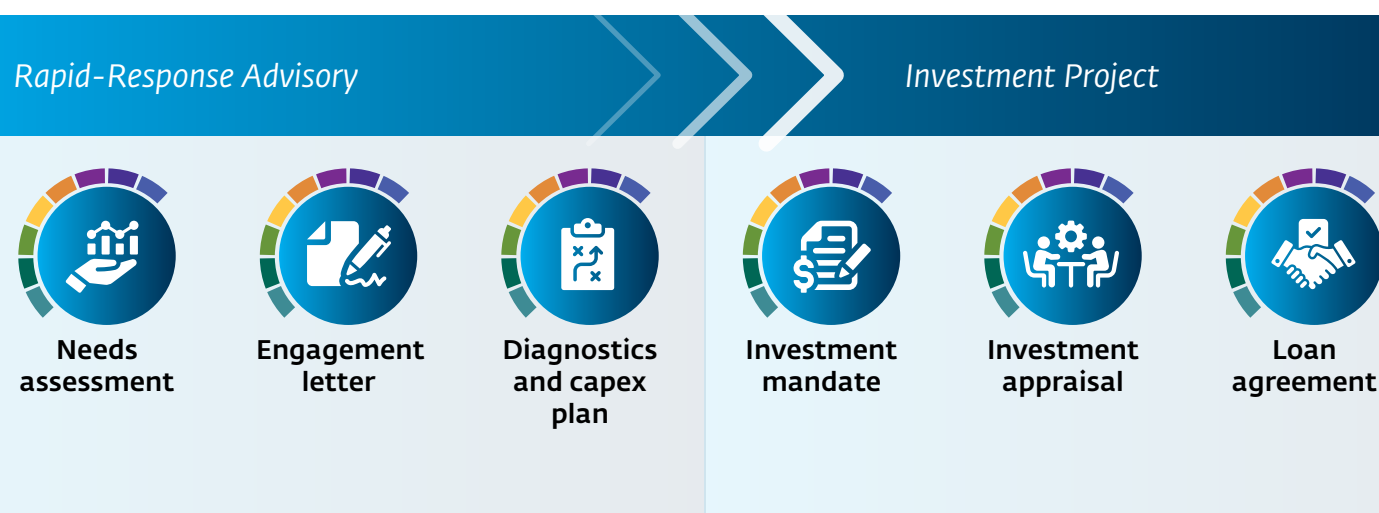 Rapid-Response Advisory
Investment Project
Needs
assessment
Engagement
letter
Diagnostics
and capex
plan
Investment
mandate
Investment
appraisal
Loan
agreement